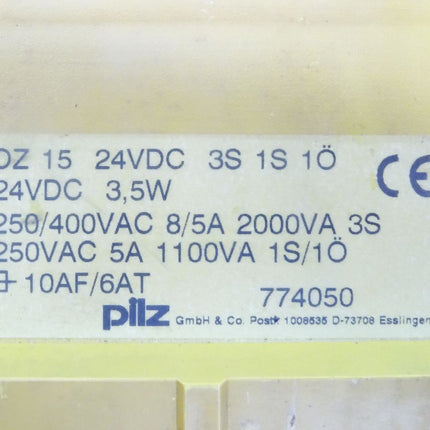 DZ 15 24VDC 3S 1S 1Ö
24VDC 3,5W
250/400VAC 8/5A 2000VA 3S
250VAC 5A 1100VA 1S/1Ö
10AF/6AT
774050
CE
pilz GmbH & Co. Postf. 1008535 D-73708 Esslingen